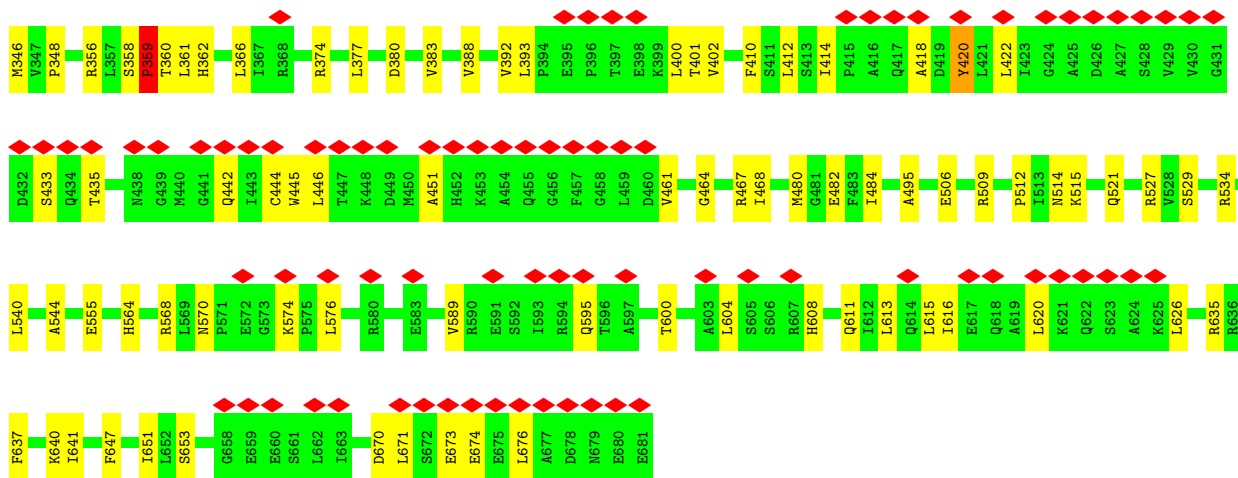 M346 V347 P348 R356 L357 S358 P359 T360 L361 H362 L366 I367 R368 R374 L377 D380 V383 V388 V392 L393 P394 E395 P396 T397 E398 K399 L400 T401 V402 F410 S411 L412 S413 I414 P415 A416 Q417 A418 D419 Y420 L421 L422 I423 G424 A425 D426 A427 S428 V429 V430 G431
D432 S433 Q434 T435 N438 G439 M440 G441 Q442 I443 C444 W445 L446 T447 K448 D449 M450 A451 H452 K453 A454 Q455 G456 F457 G458 L459 D460 V461 G464 R467 I468 M480 G481 E482 F483 I484 A495 E506 R509 P512 I513 N514 K515 Q521 R527 V528 S529 R534
L540 A544 E555 H564 R568 L569 N570 P571 E572 G573 K574 P575 L576 R580 E583 V589 R590 E591 S592 I593 R594 Q595 T596 A597 T600 A603 L604 S605 S606 R607 H608 Q611 I612 L613 Q614 L615 I616 E617 Q618 A619 L620 K621 Q622 S623 A624 K625 L626 R635 R636
F637 K640 I641 F647 I651 L652 S653 G658 E659 E660 S661 L662 I663 D670 L671 S672 E673 E674 E675 L676 A677 D678 N679 E680 E681